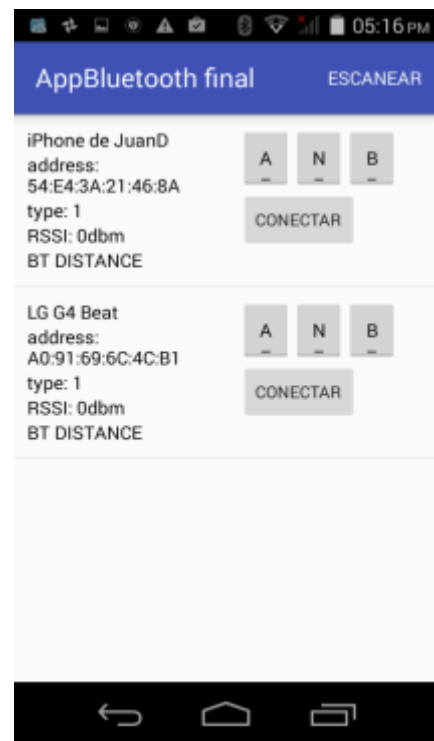 05:16 PM
AppBluetooth final ESCANEAR
iPhone de JuanD
address:
54:E4:3A:21:46:8A
type: 1
RSSI: 0dbm
BT DISTANCE
A N B
CONECTAR
LG G4 Beat
address:
A0:91:69:6C:4C:B1
type: 1
RSSI: 0dbm
BT DISTANCE
A N B
CONECTAR